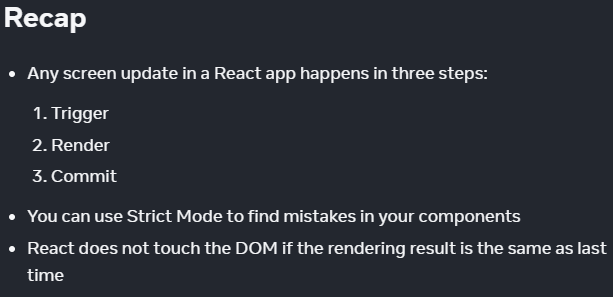 Recap
• Any screen update in a React app happens in three steps:
1. Trigger
2. Render
3. Commit
• You can use Strict Mode to find mistakes in your components
• React does not touch the DOM if the rendering result is the same as last
time